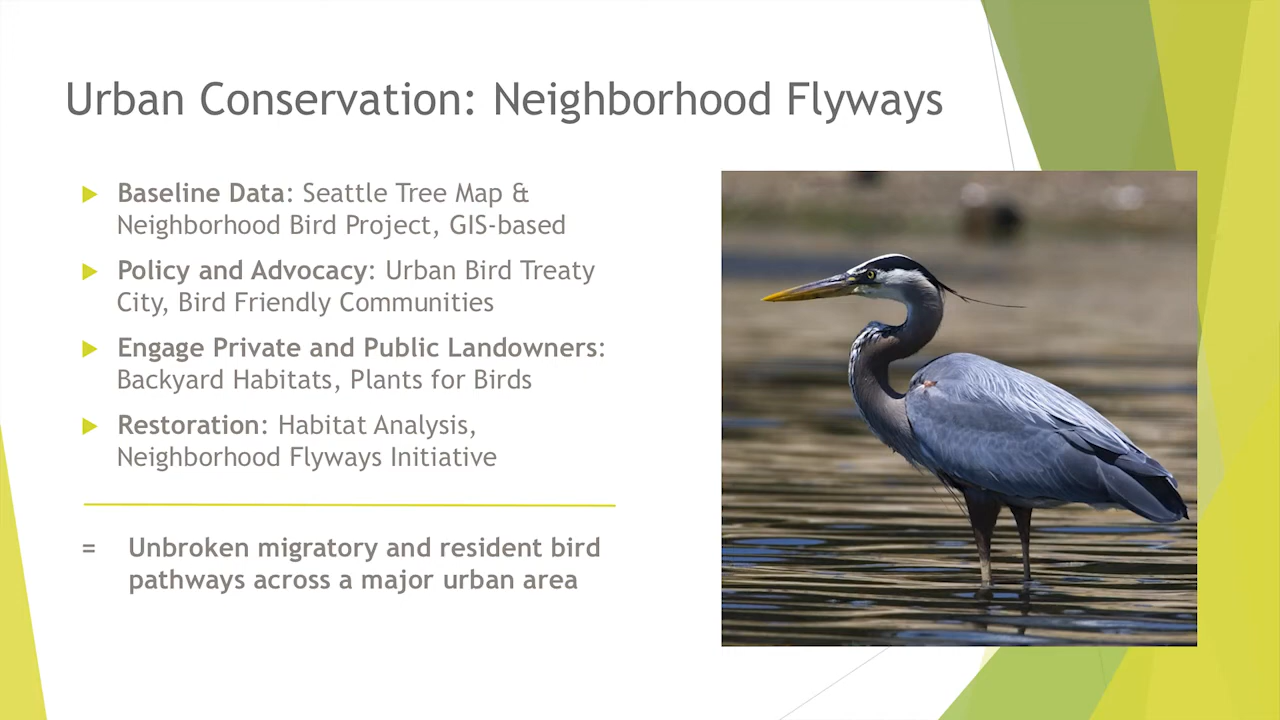 Urban Conservation: Neighborhood Flyways
Baseline Data: Seattle Tree Map &
Neighborhood Bird Project, GIS-based
Policy and Advocacy: Urban Bird Treaty
City, Bird Friendly Communities
Engage Private and Public Landowners:
Backyard Habitats, Plants for Birds
Restoration: Habitat Analysis,
Neighborhood Flyways Initiative
= Unbroken migratory and resident bird
pathways across a major urban area